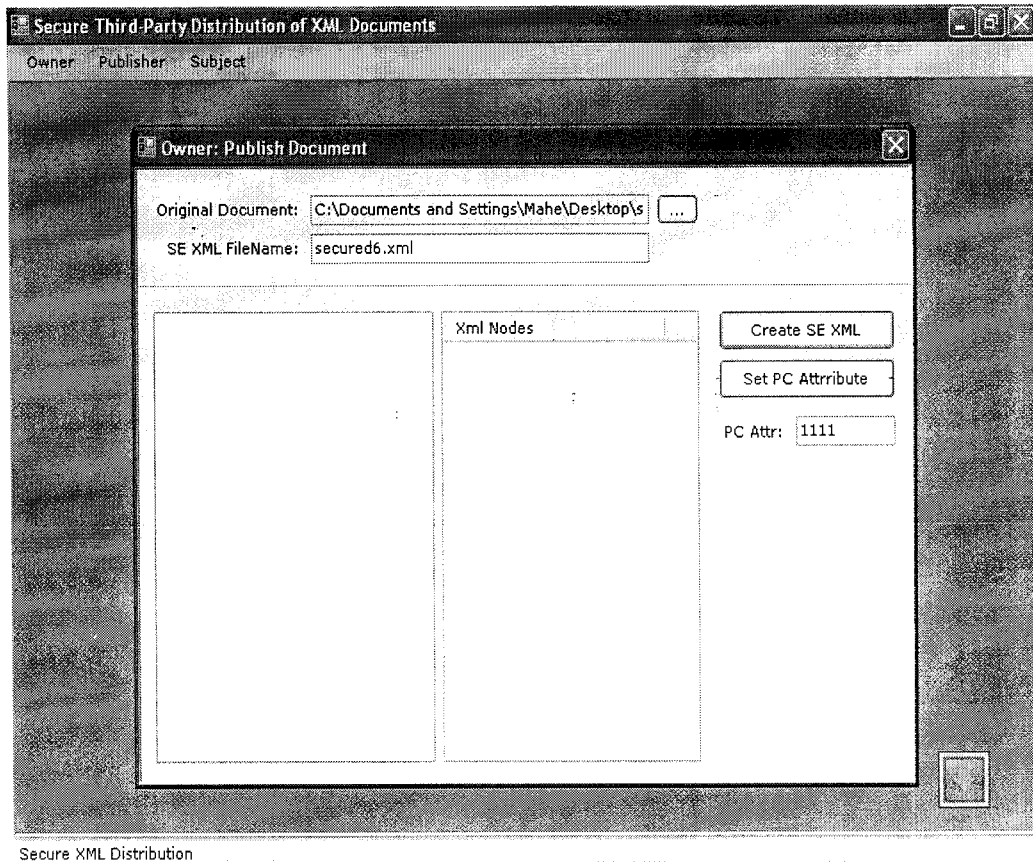 Secure Third-Party Distribution of XML Documents
Owner Publisher Subject
Owner: Publish Document
Original Document: C:\Documents and Settings\Mahe\Desktop\s ...
SE XML FileName: secured6.xml
Xml Nodes
Create SE XML
Set PC Attrribute
PC Attr: 1111
Secure XML Distribution